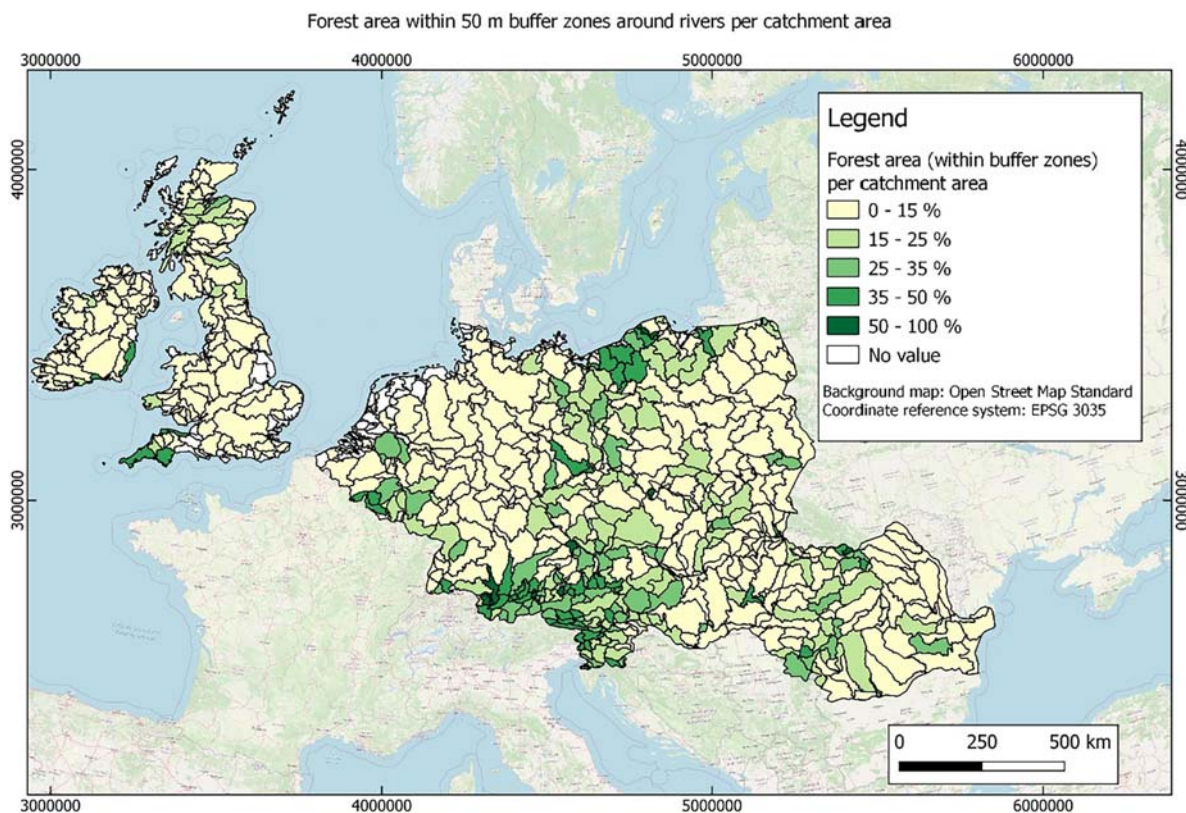 Forest area within 50 m buffer zones around rivers per catchment area
3000000 4000000 5000000 6000000
4000000 4000000
3000000 3000000
Legend
Forest area (within buffer zones)
per catchment area
0 - 15 %
15 - 25 %
25 - 35 %
35 - 50 %
50 - 100 %
No value
Background map: Open Street Map Standard
Coordinate reference system: EPSG 3035
0 250 500 km
3000000 4000000 5000000 6000000